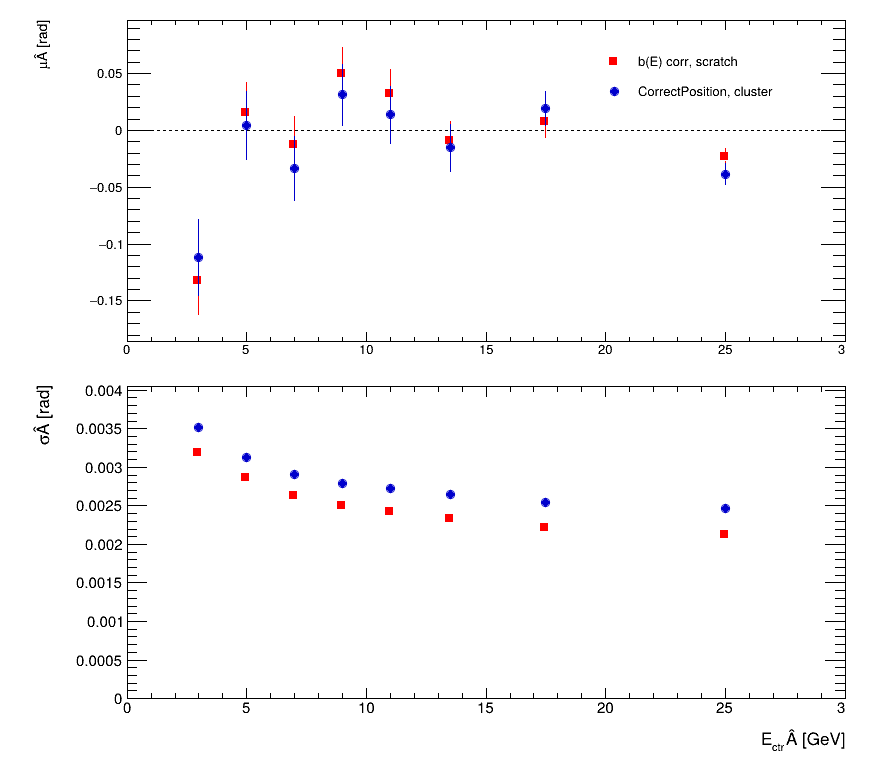 μÂ [rad]
b(E) corr, scratch
CorrectPosition, cluster
0.05
0
−0.05
−0.1
−0.15
0 5 10 15 20 25 3
σÂ [rad]
0.004
0.0035
0.003
0.0025
0.002
0.0015
0.001
0.0005
0
0 5 10 15 20 25 3
E_ctr Â [GeV]